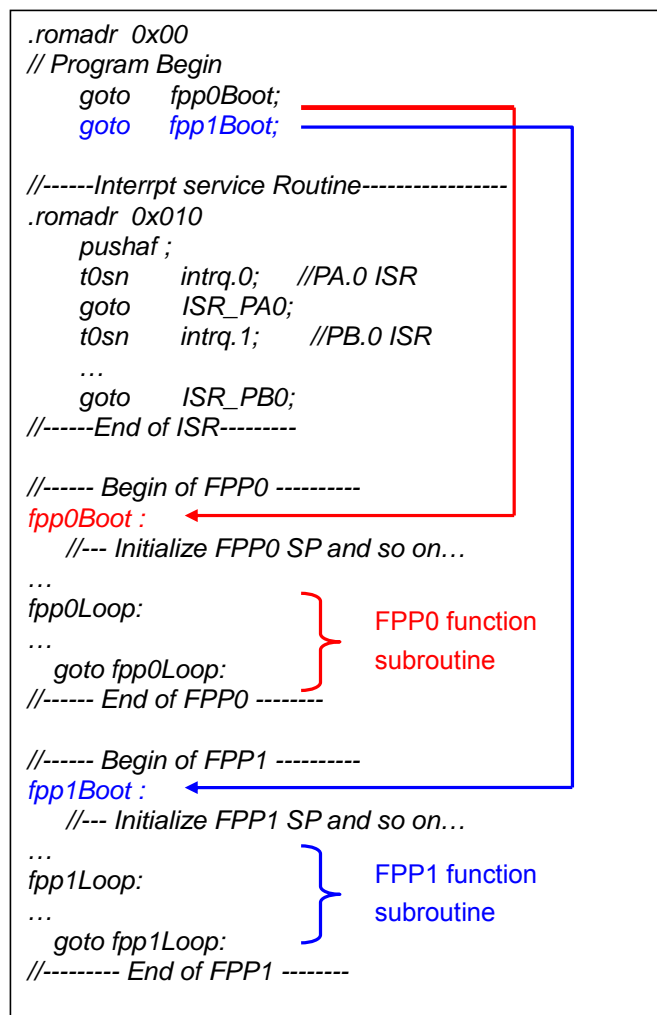 .romadr 0x00
// Program Begin
goto fpp0Boot;
goto fpp1Boot;
//------Interrpt service Routine-----------------
.romadr 0x010
pushaf ;
t0sn intrq.0; //PA.0 ISR
goto ISR_PA0;
t0sn intrq.1; //PB.0 ISR
…
goto ISR_PB0;
//------End of ISR---------
//------ Begin of FPP0 ----------
fpp0Boot :
//--- Initialize FPP0 SP and so on…
…
fpp0Loop:
…
goto fpp0Loop:
FPP0 function
subroutine
//------ End of FPP0 --------
//------ Begin of FPP1 ----------
fpp1Boot :
//--- Initialize FPP1 SP and so on…
…
fpp1Loop:
…
goto fpp1Loop:
FPP1 function
subroutine
//--------- End of FPP1 --------